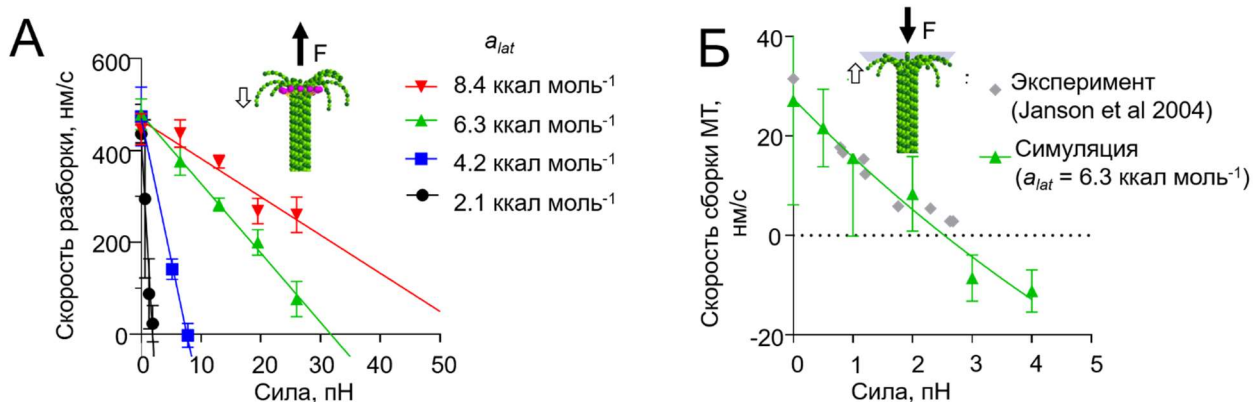 А
Скорость разборки, нм/с
600
400
200
0
0
10
20
30
40
50
Сила, пН
F
a_lat
8.4 ккал моль⁻¹
6.3 ккал моль⁻¹
4.2 ккал моль⁻¹
2.1 ккал моль⁻¹
Б
Скорость сборки МТ,
нм/с
40
20
0
-20
0
1
2
3
4
5
Сила, пН
F
:
Эксперимент
(Janson et al 2004)
Симуляция
(a_lat = 6.3 ккал моль⁻¹)